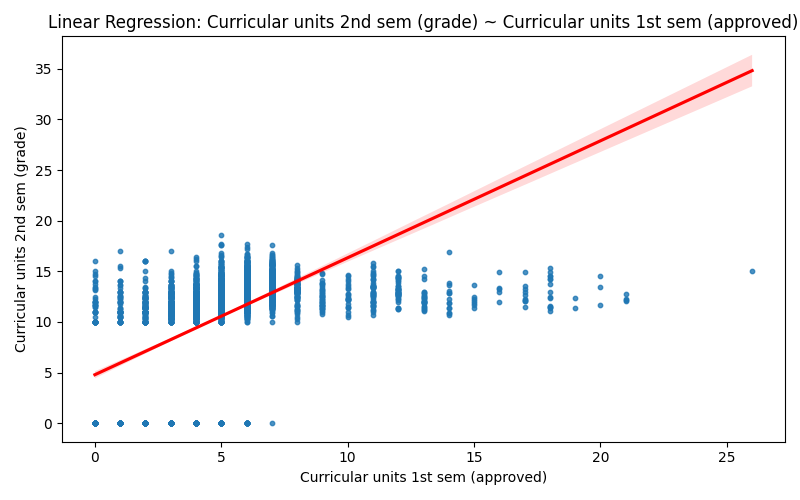 Linear Regression: Curricular units 2nd sem (grade) ~ Curricular units 1st sem (approved)
Curricular units 2nd sem (grade)
35
30
25
20
15
10
5
0
0 5 10 15 20 25
Curricular units 1st sem (approved)